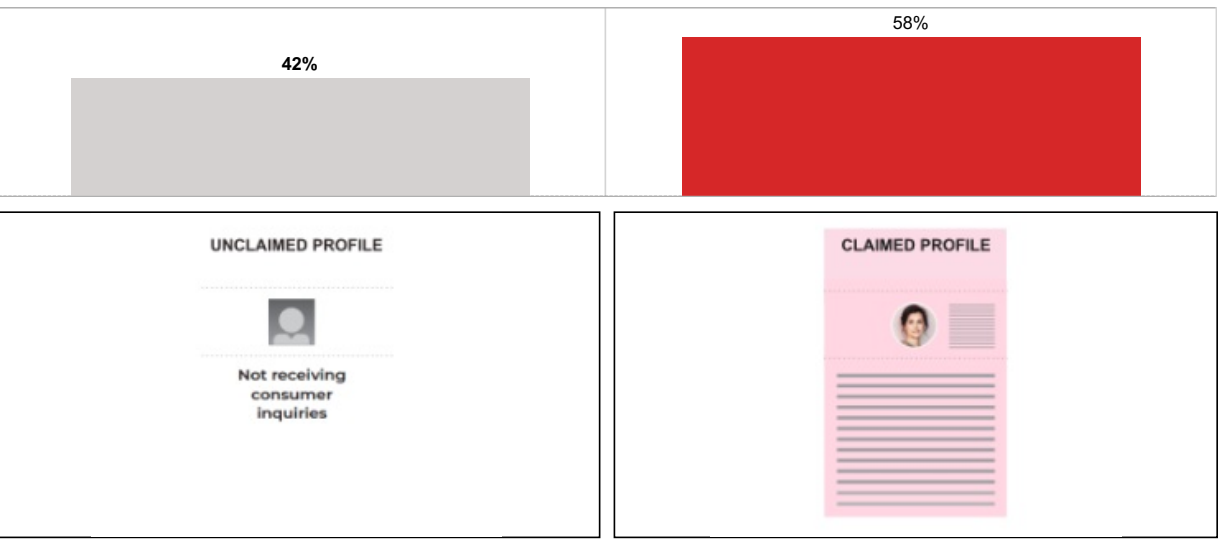 42%
58%
UNCLAIMED PROFILE
Not receiving
consumer
inquiries
CLAIMED PROFILE